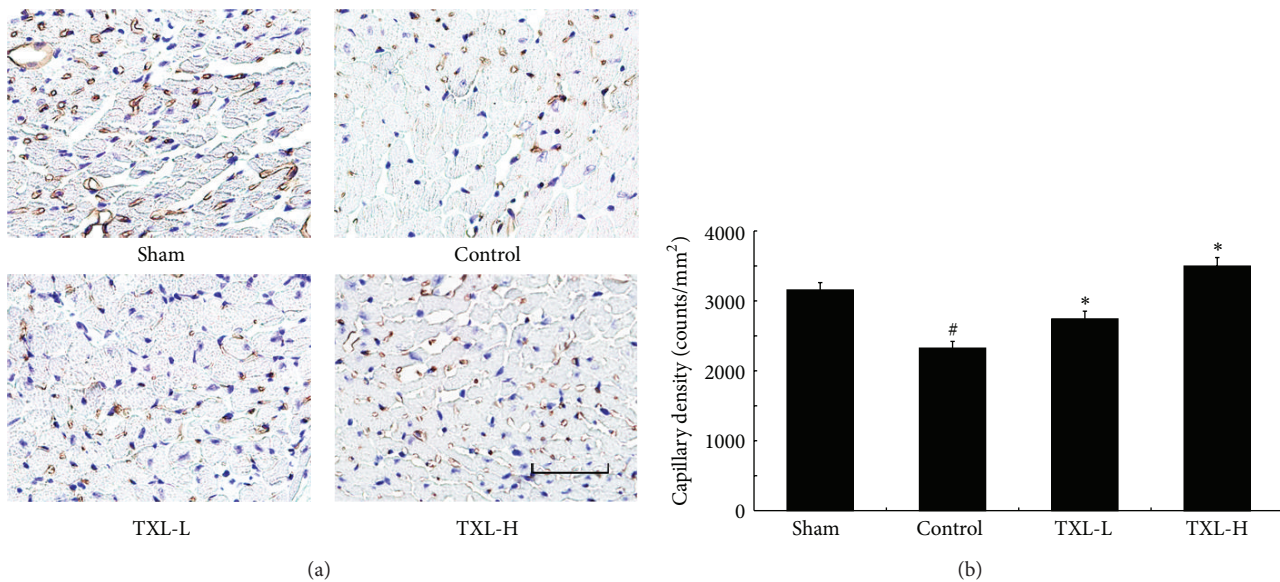 Sham
Control
TXL-L
TXL-H
(a)
Capillary density (counts/mm²)
4000
3000
2000
1000
0
#
*
*
Sham
Control
TXL-L
TXL-H
(b)